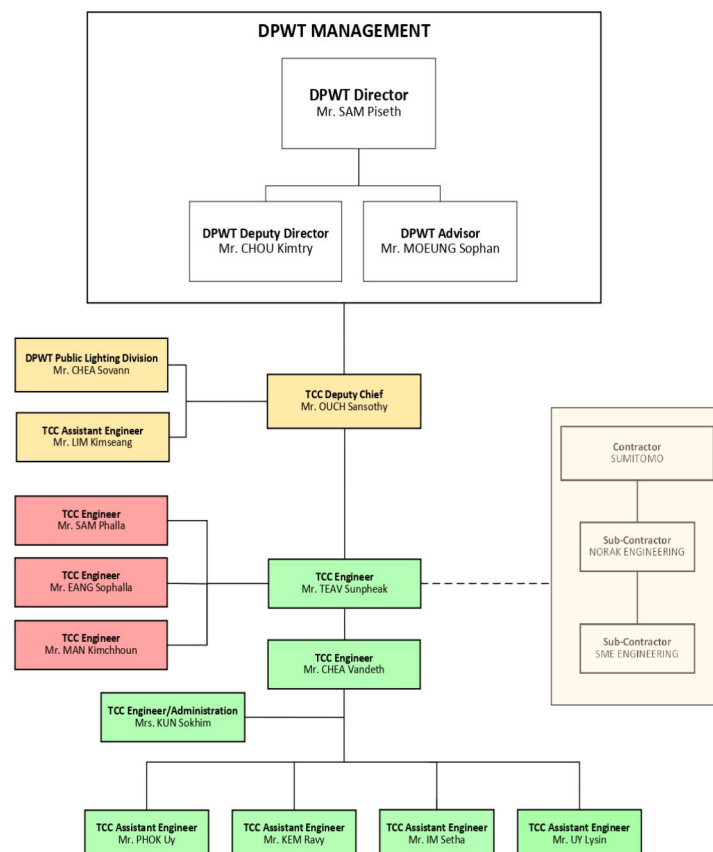 DPWT MANAGEMENT
DPWT Director
Mr. SAM Piseth
DPWT Deputy Director
Mr. CHOU Kimtry
DPWT Advisor
Mr. MOEUNG Sophan
DPWT Public Lighting Division
Mr. CHEA Sovann
TCC Deputy Chief
Mr. OUCH Sansothy
TCC Assistant Engineer
Mr. LIM Kimseang
Contractor
SUMITOMO
TCC Engineer
Mr. SAM Phalla
Sub-Contractor
NORAK ENGINEERING
TCC Engineer
Mr. EANG Sophalla
TCC Engineer
Mr. TEAV Sunpheak
TCC Engineer
Mr. MAN Kimchhoun
Sub-Contractor
SME ENGINEERING
TCC Engineer
Mr. CHEA Vandeth
TCC Engineer/Administration
Mrs. KUN Sokhim
TCC Assistant Engineer
Mr. PHOK Uy
TCC Assistant Engineer
Mr. KEM Ravy
TCC Assistant Engineer
Mr. IM Setha
TCC Assistant Engineer
Mr. UY Lysin